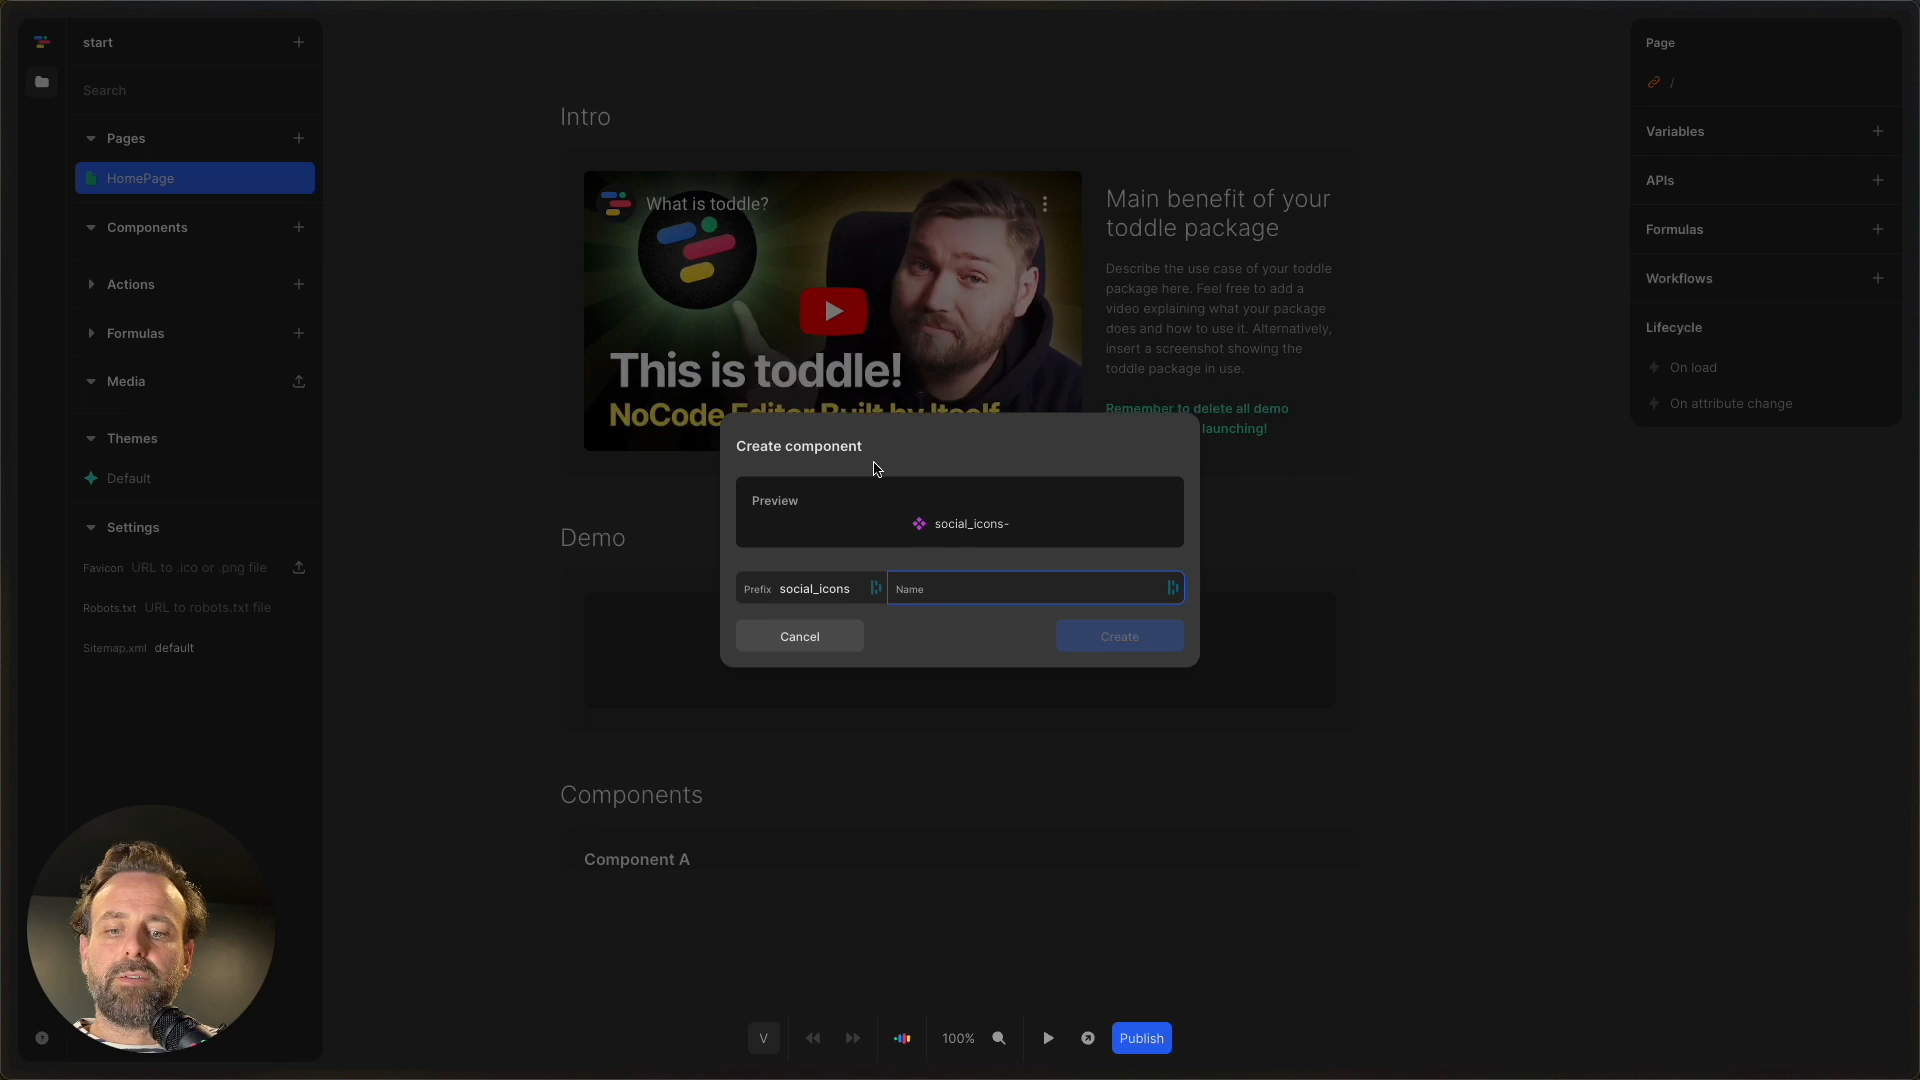 start
Search
Pages
HomePage
Components
Actions
Formulas
Media
Themes
Default
Settings
Favicon URL to .ico or .png file
Robots.txt URL to robots.txt file
Sitemap.xml default
Intro
What is toddle?
This is toddle!
NoCode Editor Built by Itself
Main benefit of your
toddle package
Describe the use case of your toddle
package here. Feel free to add a
video explaining what your package
does and how to use it. Alternatively,
insert a screenshot showing the
toddle package in use.
Remember to delete all demo
launching!
Create component
Preview
social_icons-
Prefix social_icons
Name
Cancel
Create
Demo
Components
Component A
V
100%
Publish
Page
/
Variables
APIs
Formulas
Workflows
Lifecycle
On load
On attribute change